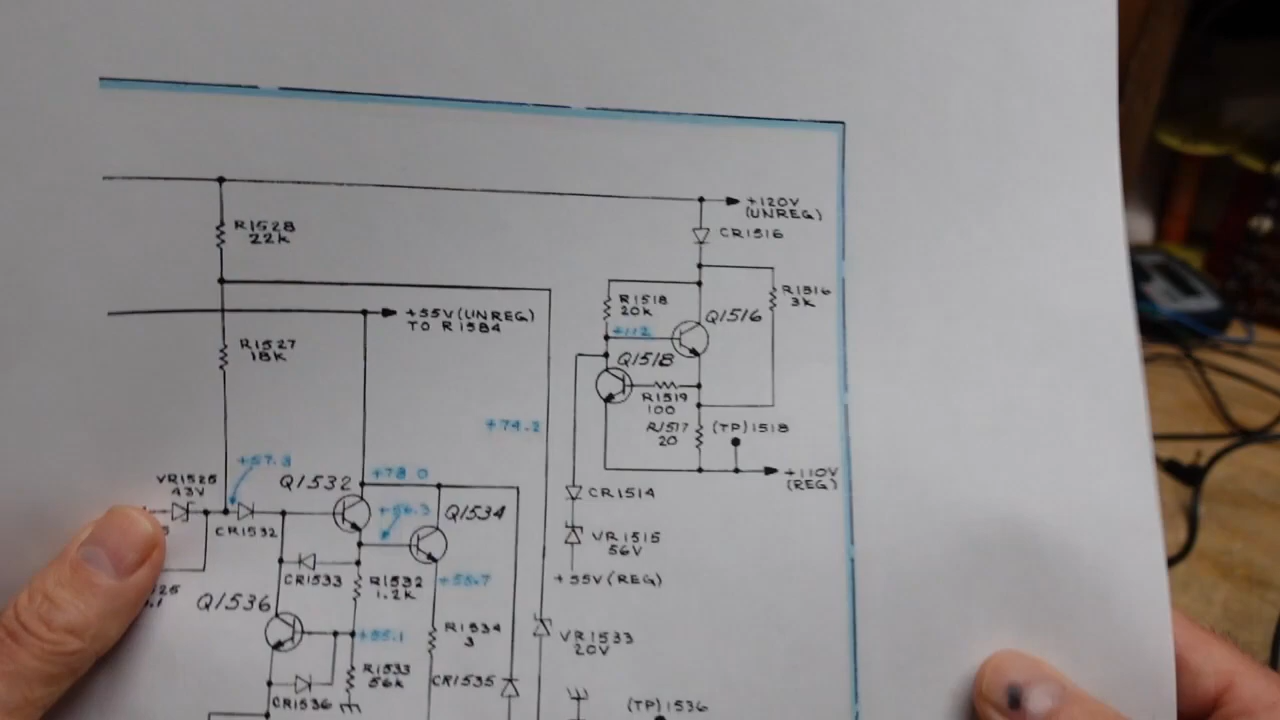 +120V
(UNREG)
CR1516
R1528
22K
R1516
3K
R1518
20K
Q1516
+112
+55V (UNREG)
TO R1584
R1527
18K
Q1518
R1519
100
R1517
20
(TP) 1518
+110V
(REG)
+74.2
+57.3
VR1525
43V
Q1532
+78.0
+56.3
Q1534
CR1514
CR1532
VR1515
56V
+55V (REG)
CR1533
R1532
1.2K
Q1536
+55.1
R1534
3
VR1533
20V
R1533
56K
CR1535
CR1536
(TP) 1536